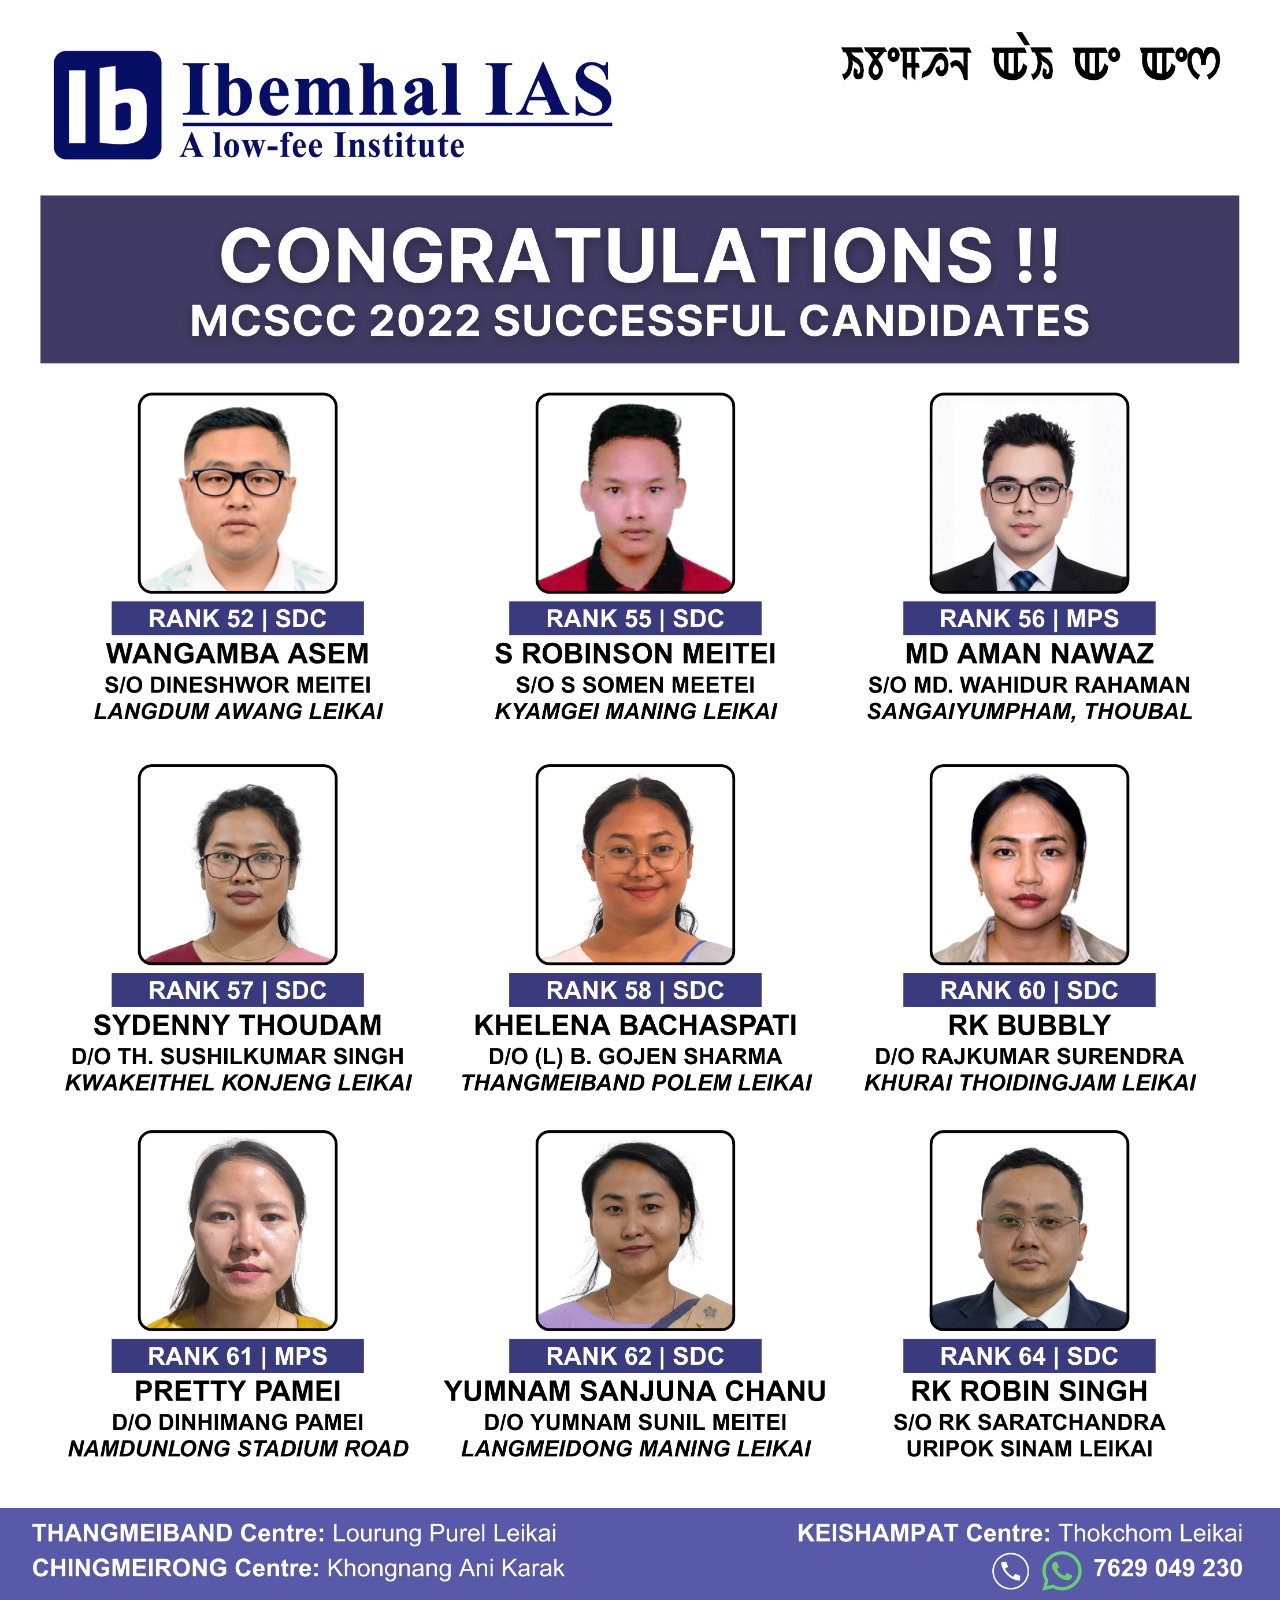 Ib
Ibemhal IAS
A low-fee Institute
CONGRATULATIONS !!
MCSCC 2022 SUCCESSFUL CANDIDATES
RANK 52 | SDC
WANGAMBA ASEM
S/O DINESHWOR MEITEI
LANGDUM AWANG LEIKAI
RANK 55 | SDC
S ROBINSON MEITEI
S/O S SOMEN MEETEI
KYAMGEI MANING LEIKAI
RANK 56 | MPS
MD AMAN NAWAZ
S/O MD. WAHIDUR RAHAMAN
SANGAIYUMPHAM, THOUBAL
RANK 57 | SDC
SYDENNY THOUDAM
D/O TH. SUSHILKUMAR SINGH
KWAKEITHEL KONJENG LEIKAI
RANK 58 | SDC
KHELENA BACHASPATI
D/O (L) B. GOJEN SHARMA
THANGMEIBAND POLEM LEIKAI
RANK 60 | SDC
RK BUBBLY
D/O RAJKUMAR SURENDRA
KHURAI THOIDINGJAM LEIKAI
RANK 61 | MPS
PRETTY PAMEI
D/O DINHIMANG PAMEI
NAMDUNLONG STADIUM ROAD
RANK 62 | SDC
YUMNAM SANJUNA CHANU
D/O YUMNAM SUNIL MEITEI
LANGMEIDONG MANING LEIKAI
RANK 64 | SDC
RK ROBIN SINGH
S/O RK SARATCHANDRA
URIPOK SINAM LEIKAI
THANGMEIBAND Centre: Lourung Purel Leikai
CHINGMEIRONG Centre: Khongnang Ani Karak
KEISHAMPAT Centre: Thokchom Leikai
7629 049 230